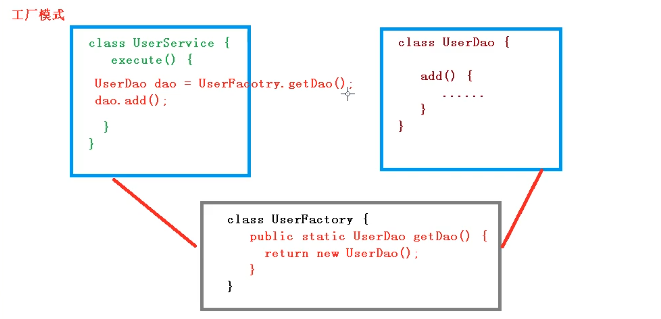 工厂模式
class UserService {
execute() {
UserDao dao = UserFacotry.getDao();
dao.add();
}
}
class UserDao {
add() {
......
}
}
class UserFactory {
public static UserDao getDao() {
return new UserDao();
}
}